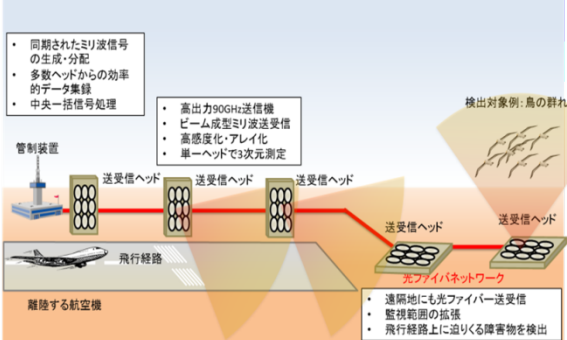 • 同期されたミリ波信号
の生成・分配
• 多数ヘッドからの効率
的データ集録
• 中央一括信号処理
• 高出力90GHz送信機
• ビーム成型ミリ波送受信
• 高感度化・アレイ化
• 単一ヘッドで3次元測定
検出対象例：鳥の群れ
管制装置
送受信ヘッド
送受信ヘッド
送受信ヘッド
送受信ヘッド
送受信ヘッド
飛行経路
離陸する航空機
光ファイバネットワーク
• 遠隔地にも光ファイバー送受信
• 監視範囲の拡張
• 飛行経路上に迫りくる障害物を検出